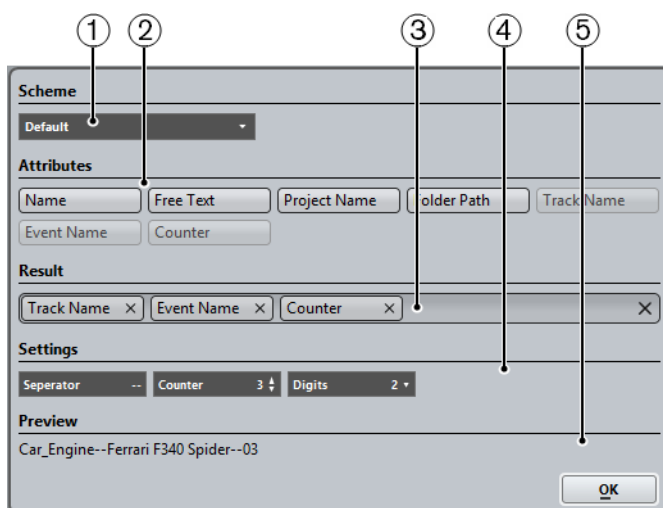 1 2 3 4 5
Scheme
Default
Attributes
Name Free Text Project Name Folder Path Track Name
Event Name Counter
Result
Track Name × Event Name × Counter × ×
Settings
Seperator -- Counter 3 Digits 2
Preview
Car_Engine--Ferrari F340 Spider--03
OK